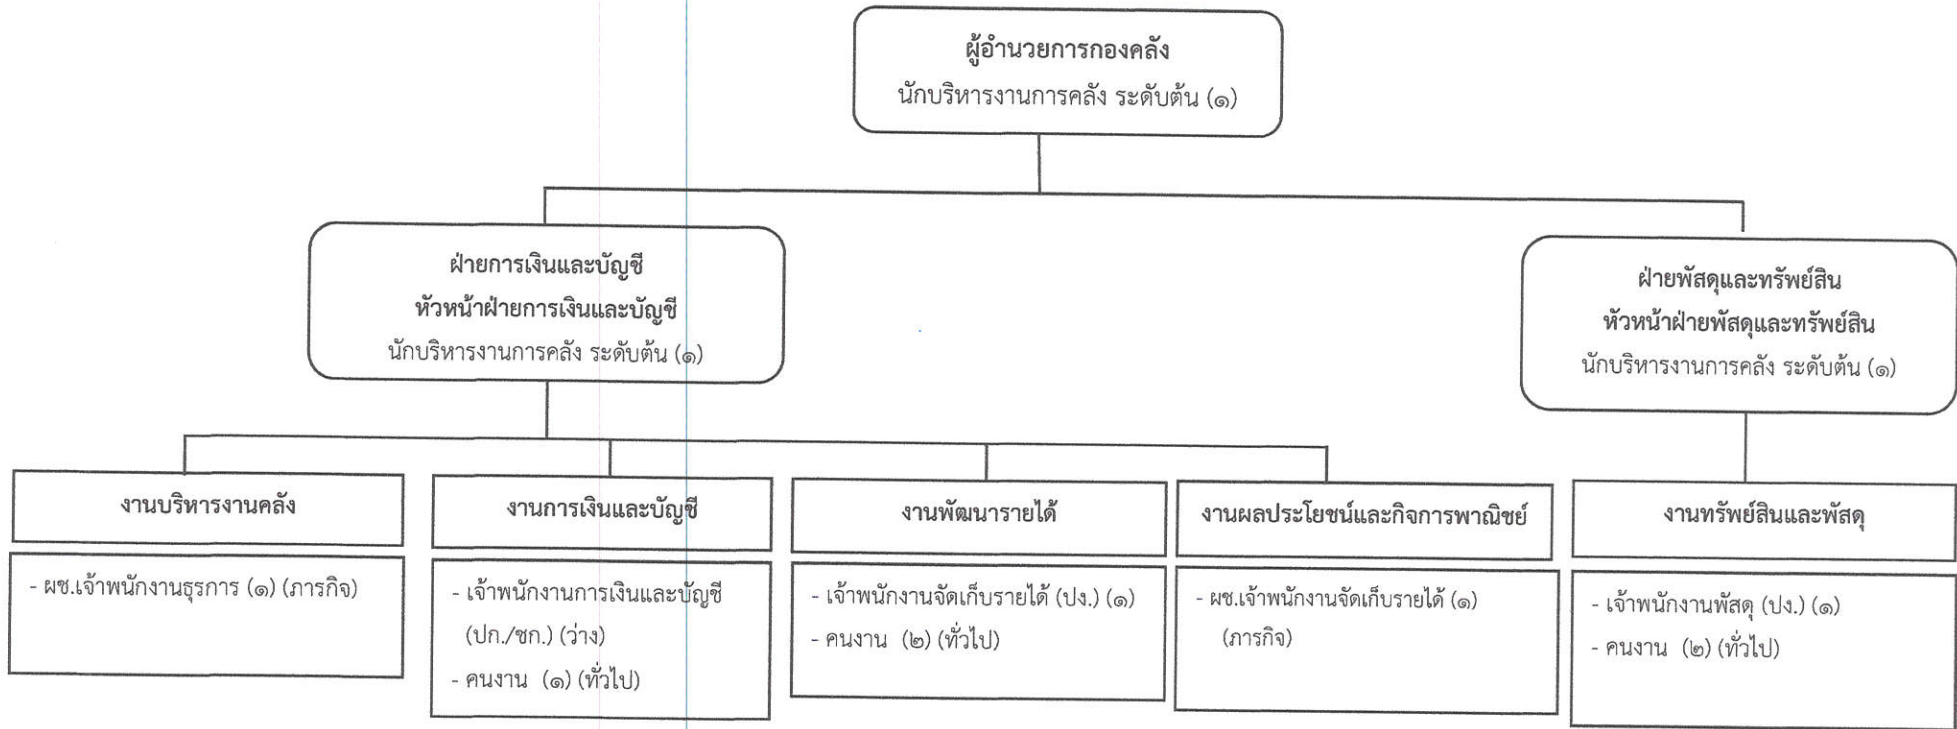 ผู้อำนวยการกองคลัง
นักบริหารงานการคลัง ระดับต้น (๑)
ฝ่ายการเงินและบัญชี
หัวหน้าฝ่ายการเงินและบัญชี
นักบริหารงานการคลัง ระดับต้น (๑)
ฝ่ายพัสดุและทรัพย์สิน
หัวหน้าฝ่ายพัสดุและทรัพย์สิน
นักบริหารงานการคลัง ระดับต้น (๑)
งานบริหารงานคลัง
- ผช.เจ้าพนักงานธุรการ (๑) (ภารกิจ)
งานการเงินและบัญชี
- เจ้าพนักงานการเงินและบัญชี
(ปก./ชก.) (ว่าง)
- คนงาน (๑) (ทั่วไป)
งานพัฒนารายได้
- เจ้าพนักงานจัดเก็บรายได้ (ปง.) (๑)
- คนงาน (๒) (ทั่วไป)
งานผลประโยชน์และกิจการพาณิชย์
- ผช.เจ้าพนักงานจัดเก็บรายได้ (๑)
(ภารกิจ)
งานทรัพย์สินและพัสดุ
- เจ้าพนักงานพัสดุ (ปง.) (๑)
- คนงาน (๒) (ทั่วไป)